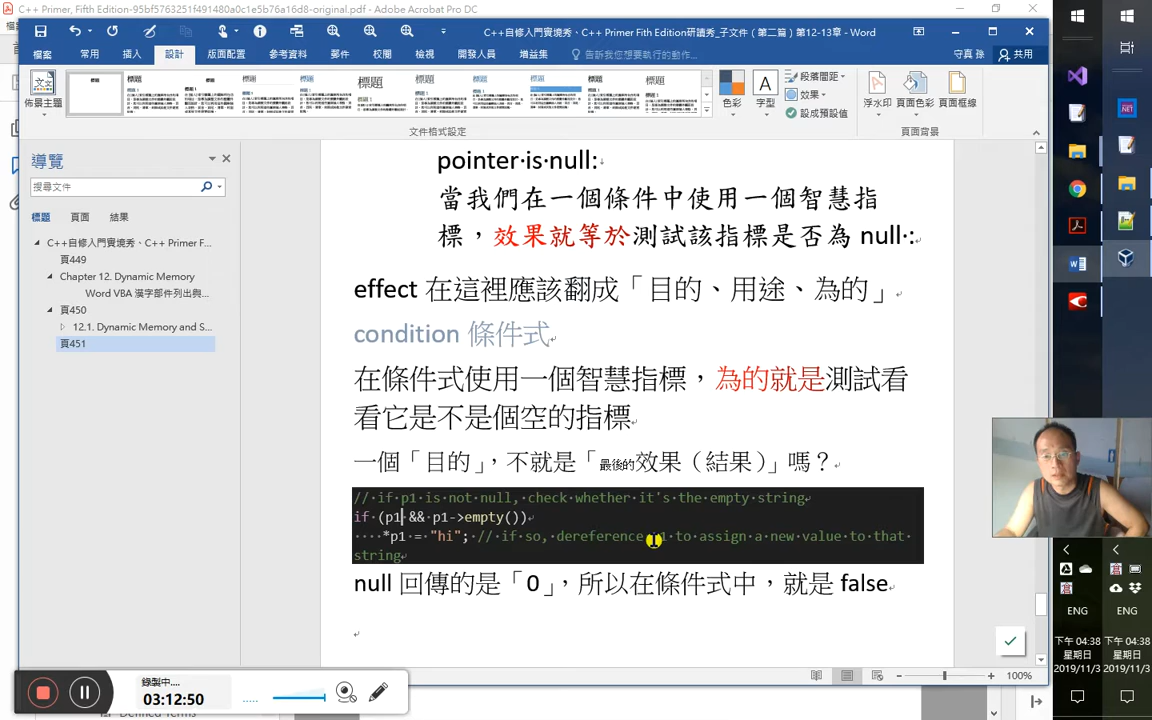 C++ Primer, Fifth Edition-95bf5763251f491480a0c1e5b76a16d8-original.pdf - Adobe Acrobat Pro DC
C++自修入門實境秀、C++ Primer Fith Edition研讀秀_子文件（第二篇）第12-13章 - Word
檔案 常用 插入 設計 版面配置 參考資料 郵件 校閱 檢視 開發人員 增益集 告訴我您想要執行的動作... 守真 孫 共用
文 文
佈景主題
標題
色彩
字型
段落間距
效果
設成預設值
浮水印 頁面色彩 頁面框線
文件格式設定
頁面背景
導覽
搜尋文件
標題 頁面 結果
C++自修入門實境秀、C++ Primer F...
頁449
Chapter 12. Dynamic Memory
Word VBA 漢字部件列出與...
頁450
12.1. Dynamic Memory and S...
頁451
pointer·is·null:
當我們在一個條件中使用一個智慧指
標，效果就等於測試該指標是否為 null·:
effect 在這裡應該翻成「目的、用途、為的」
condition 條件式
在條件式使用一個智慧指標，為的就是測試看
看它是不是個空的指標
一個「目的」，不就是「最後的效果（結果）」嗎？
//·if·p1·is·not·null,·check·whether·it's·the·empty·string
if·(p1·&&·p1->empty())
····*p1·=·"hi";·//·if·so,·dereference·p1·to·assign·a·new·value·to·that·
string
null 回傳的是「0」，所以在條件式中，就是 false
錄製中....
03:12:50
100%
ENG
下午 04:38
星期日
2019/11/3
ENG
下午 04:38
星期日
2019/11/3